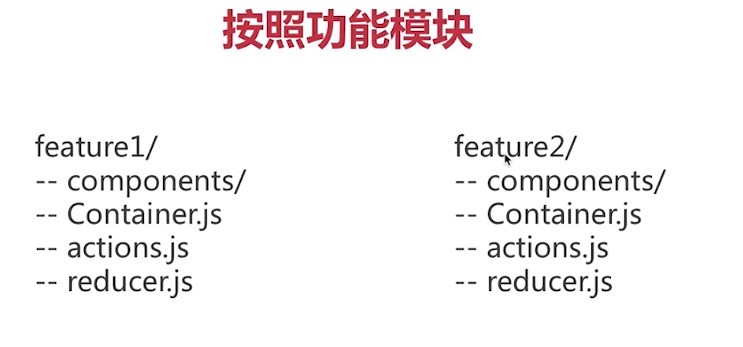 按照功能模块
feature1/
-- components/
-- Container.js
-- actions.js
-- reducer.js
feature2/
-- components/
-- Container.js
-- actions.js
-- reducer.js